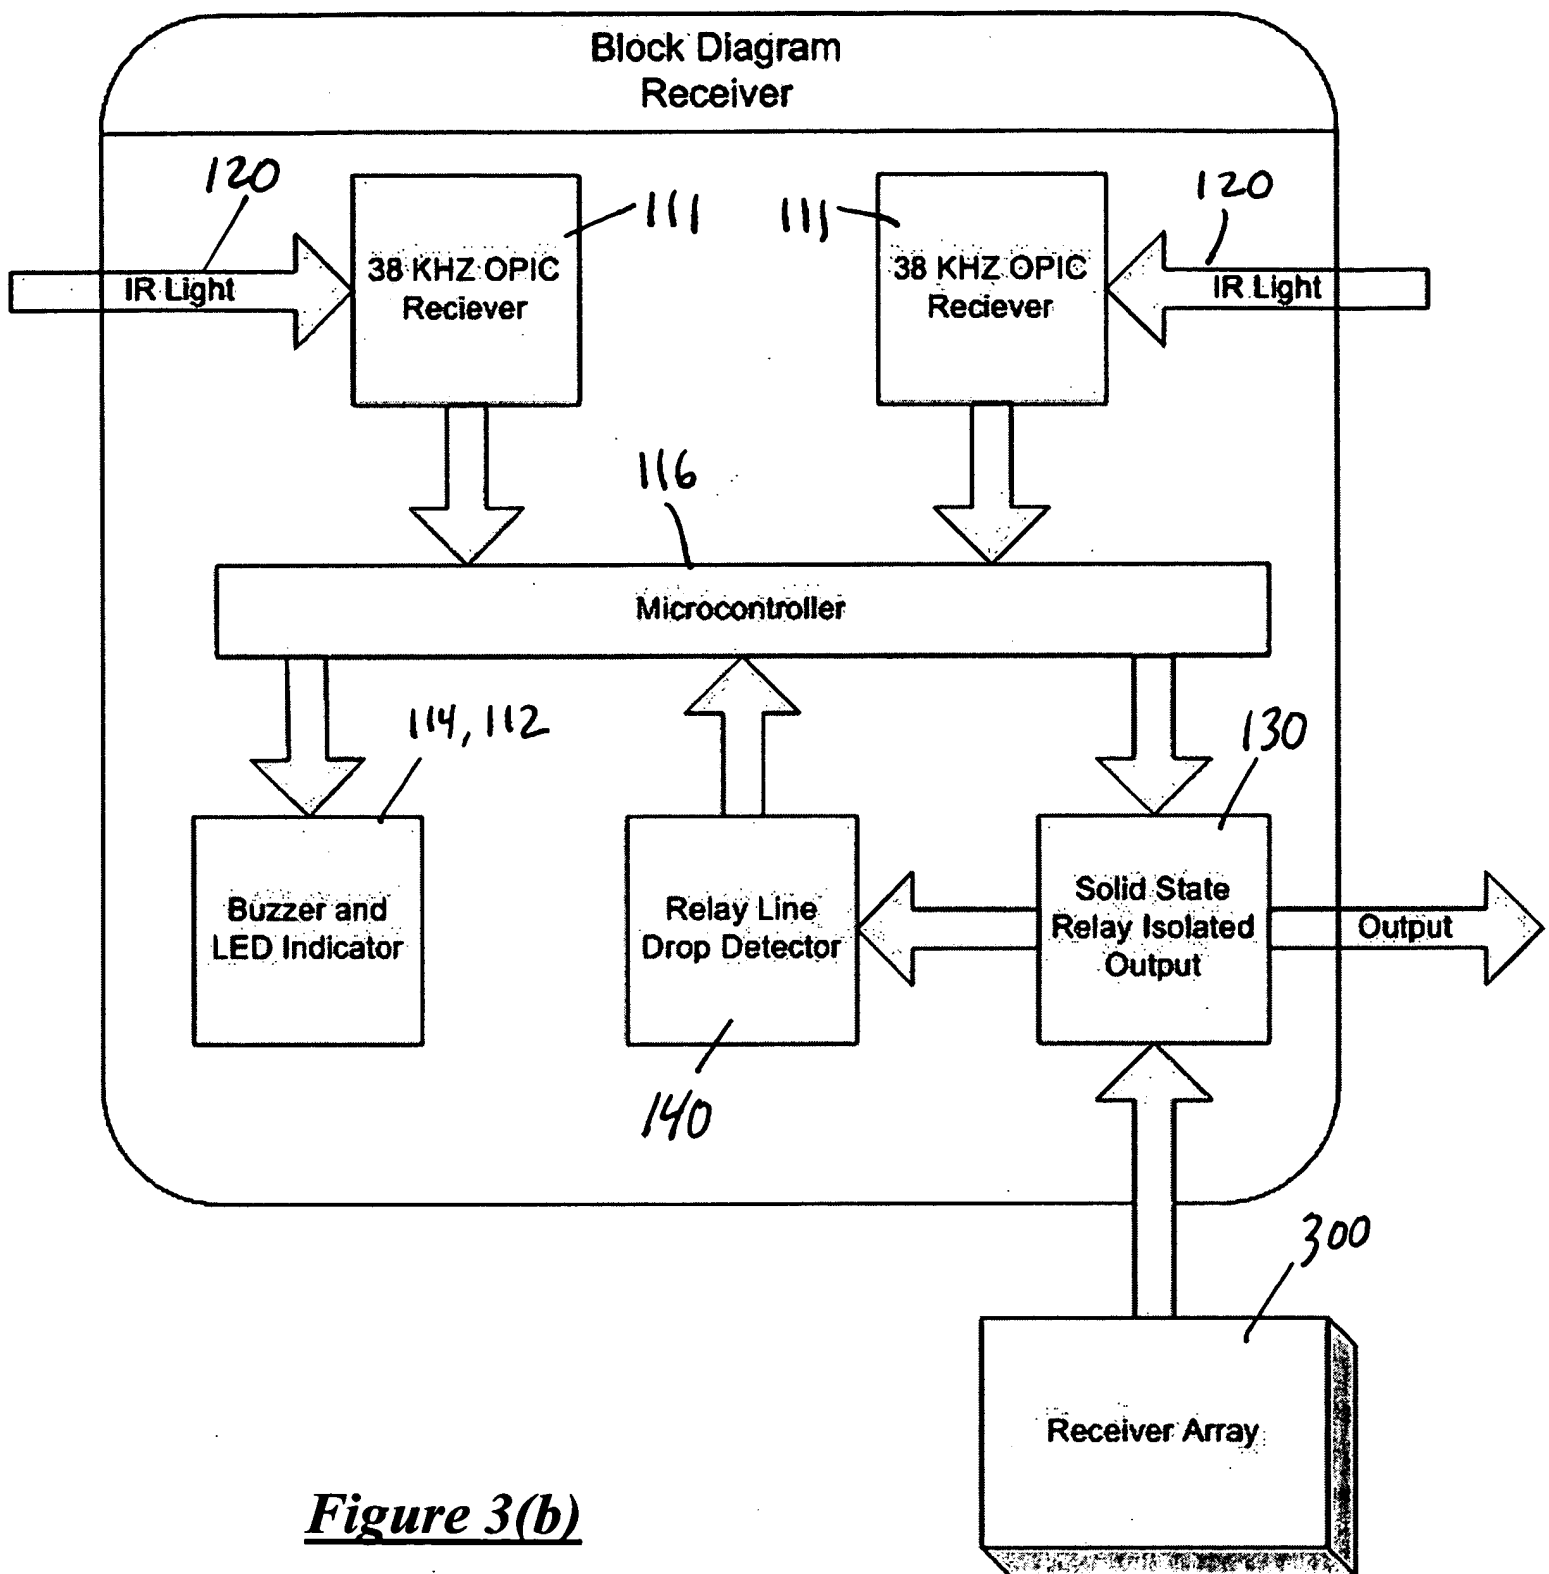 Block Diagram
Receiver
120
111
111
120
IR Light
38 KHZ OPIC
Reciever
38 KHZ OPIC
Reciever
IR Light
116
Microcontroller
114, 112
130
Buzzer and
LED Indicator
Relay Line
Drop Detector
Solid State
Relay Isolated
Output
Output
140
300
Receiver Array
Figure 3(b)